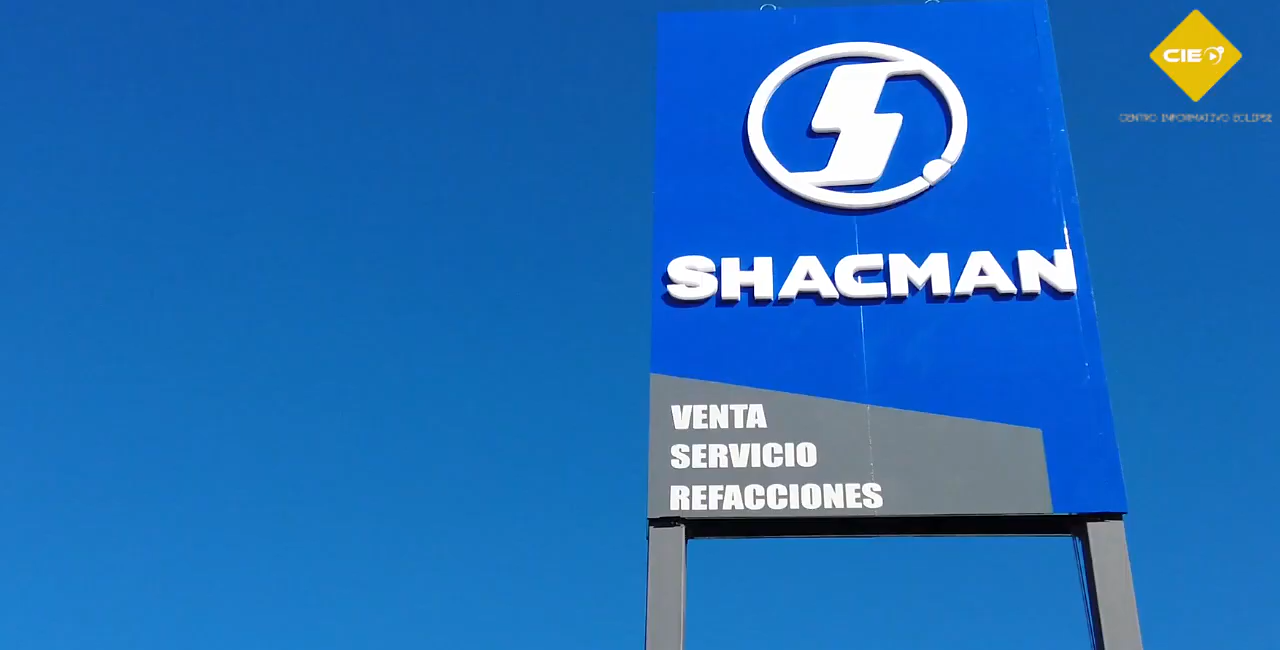 CIE
CENTRO INFORMATIVO ECLIPSE
SHACMAN
VENTA
SERVICIO
REFACCIONES